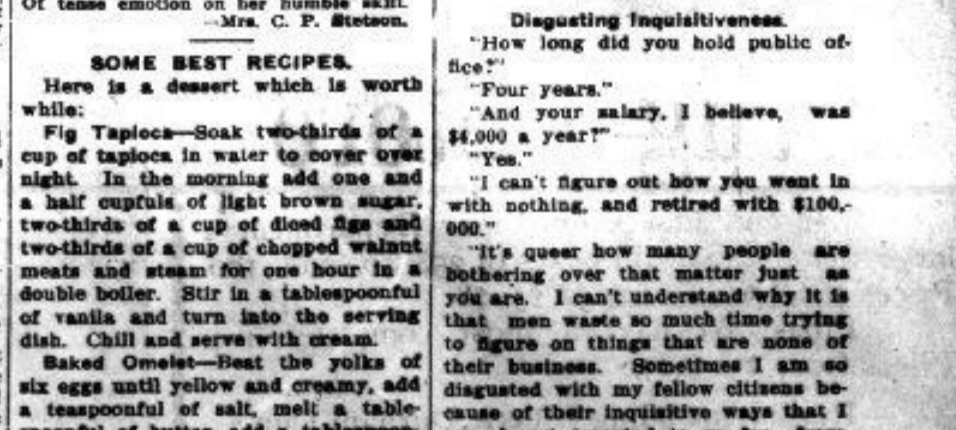 of tense emotion on her humble skill.
—Mrs. C. P. Stetson.
SOME BEST RECIPES.
Here is a dessert which is worth
while:
Fig Tapioca—Soak two-thirds of a
cup of tapioca in water to cover over
night. In the morning add one and
a half cupfuls of light brown sugar,
two-thirds of a cup of diced figs and
two-thirds of a cup of chopped walnut
meats and steam for one hour in a
double boiler. Stir in a tablespoonful
of vanila and turn into the serving
dish. Chill and serve with cream.
Baked Omelet—Beat the yolks of
six eggs until yellow and creamy, add
a teaspoonful of salt, melt a table-
spoonful of butter, add a tablespoon-
Disgusting Inquisitiveness.
"How long did you hold public of-
fice?"
"Four years."
"And your salary, I believe, was
$4,000 a year?"
"Yes."
"I can't figure out how you went in
with nothing, and retired with $100,-
000."
"It's queer how many people are
bothering over that matter just as
you are. I can't understand why it is
that men waste so much time trying
to figure on things that are none of
their business. Sometimes I am so
disgusted with my fellow citizens be-
cause of their inquisitive ways that I